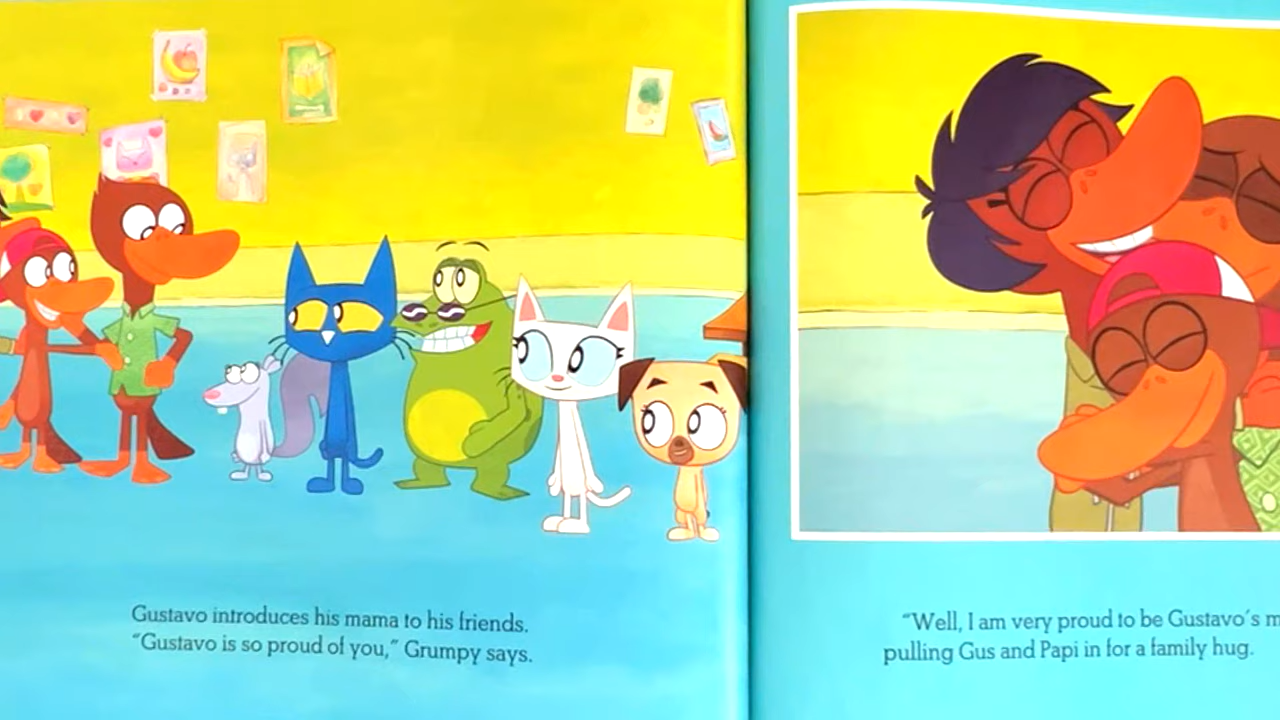 Gustavo introduces his mama to his friends.
“Gustavo is so proud of you,” Grumpy says.
“Well, I am very proud to be Gustavo’s
pulling Gus and Papi in for a family hug.